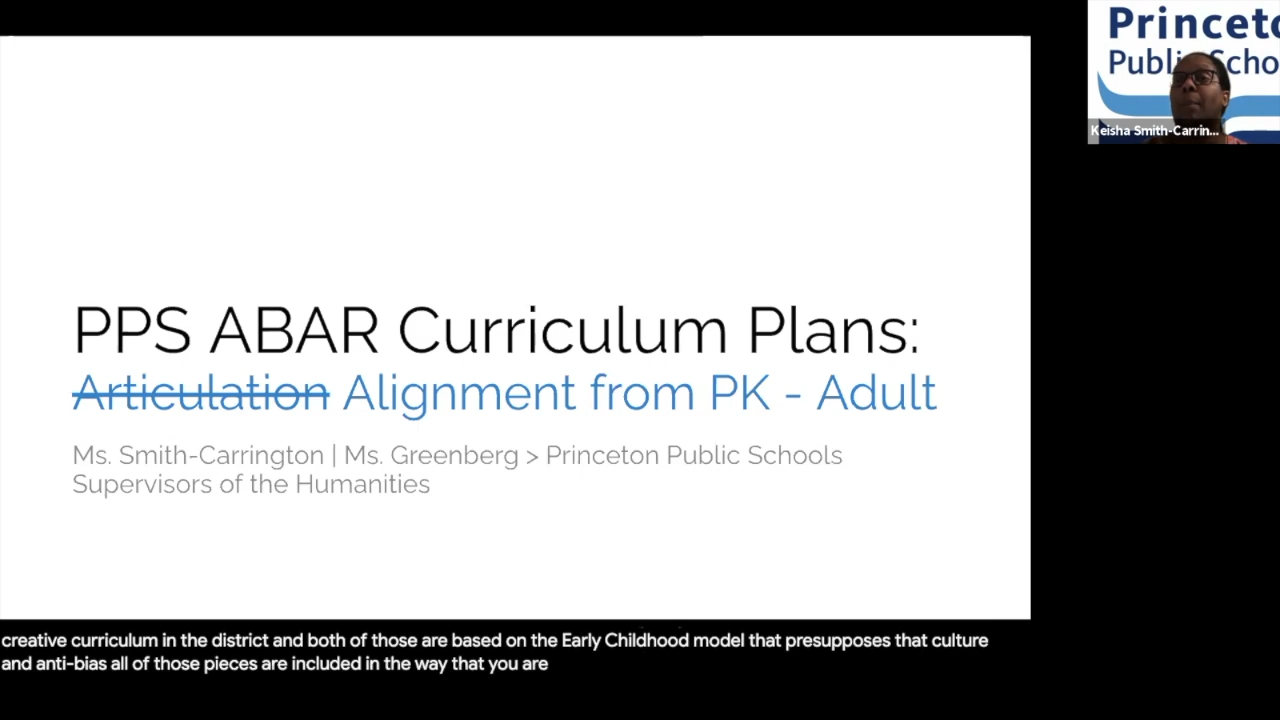 PPS ABAR Curriculum Plans:
Articulation Alignment from PK - Adult
Ms. Smith-Carrington | Ms. Greenberg > Princeton Public Schools
Supervisors of the Humanities
Princeto
Public Scho
Keisha Smith-Carrin...
creative curriculum in the district and both of those are based on the Early Childhood model that presupposes that culture
and anti-bias all of those pieces are included in the way that you are